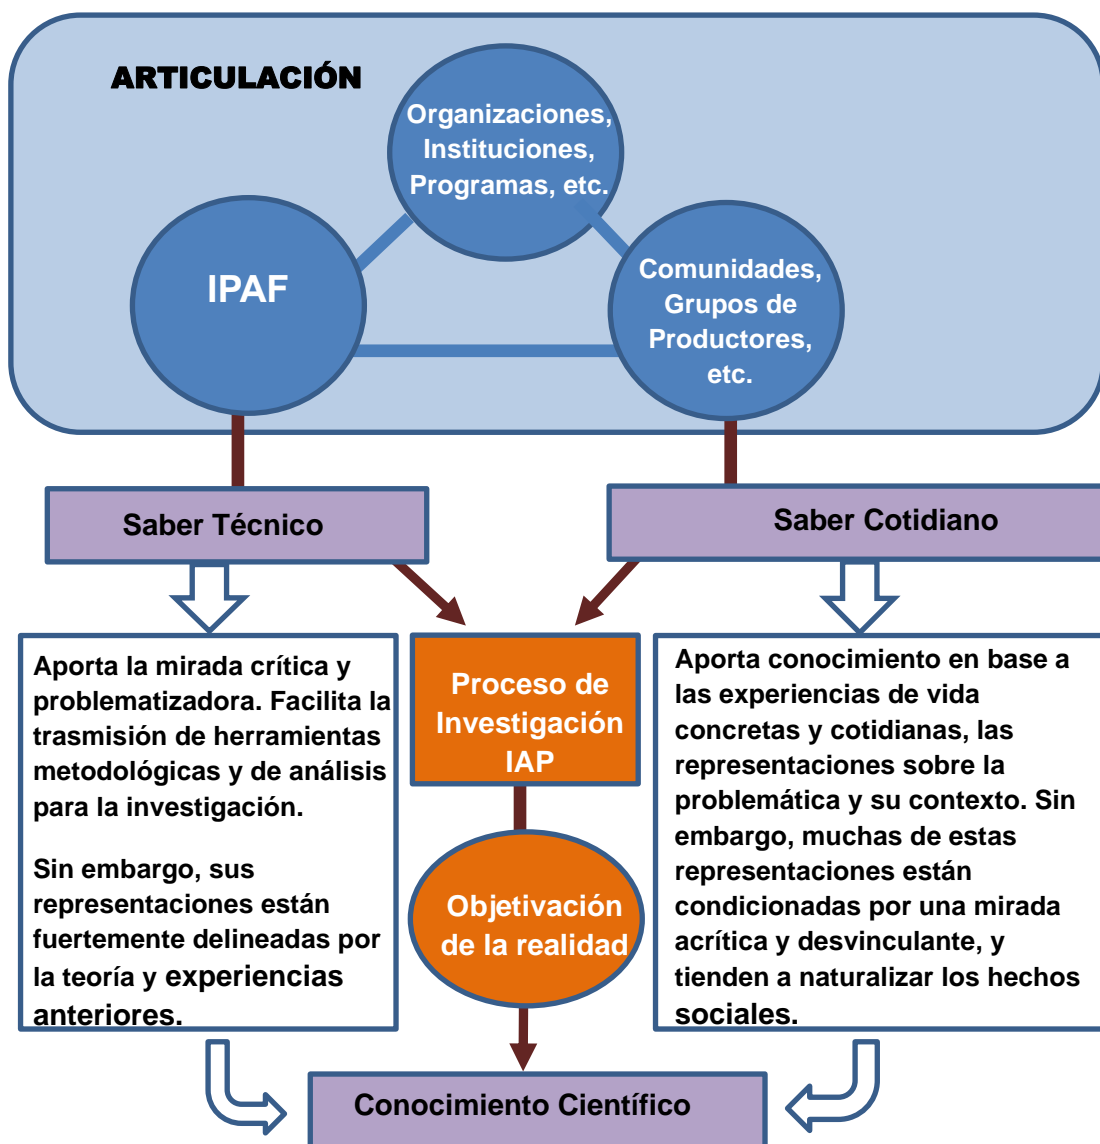 ARTICULACIÓN
Organizaciones,
Instituciones,
Programas, etc.
IPAF
Comunidades,
Grupos de
Productores,
etc.
Saber Técnico
Saber Cotidiano
Aporta la mirada crítica y
problematizadora. Facilita la
trasmisión de herramientas
metodológicas y de análisis
para la investigación.
Sin embargo, sus
representaciones están
fuertemente delineadas por
la teoría y experiencias
anteriores.
Proceso de
Investigación
IAP
Objetivación
de la realidad
Aporta conocimiento en base a
las experiencias de vida
concretas y cotidianas, las
representaciones sobre la
problemática y su contexto. Sin
embargo, muchas de estas
representaciones están
condicionadas por una mirada
acrítica y desvinculante, y
tienden a naturalizar los hechos
sociales.
Conocimiento Científico